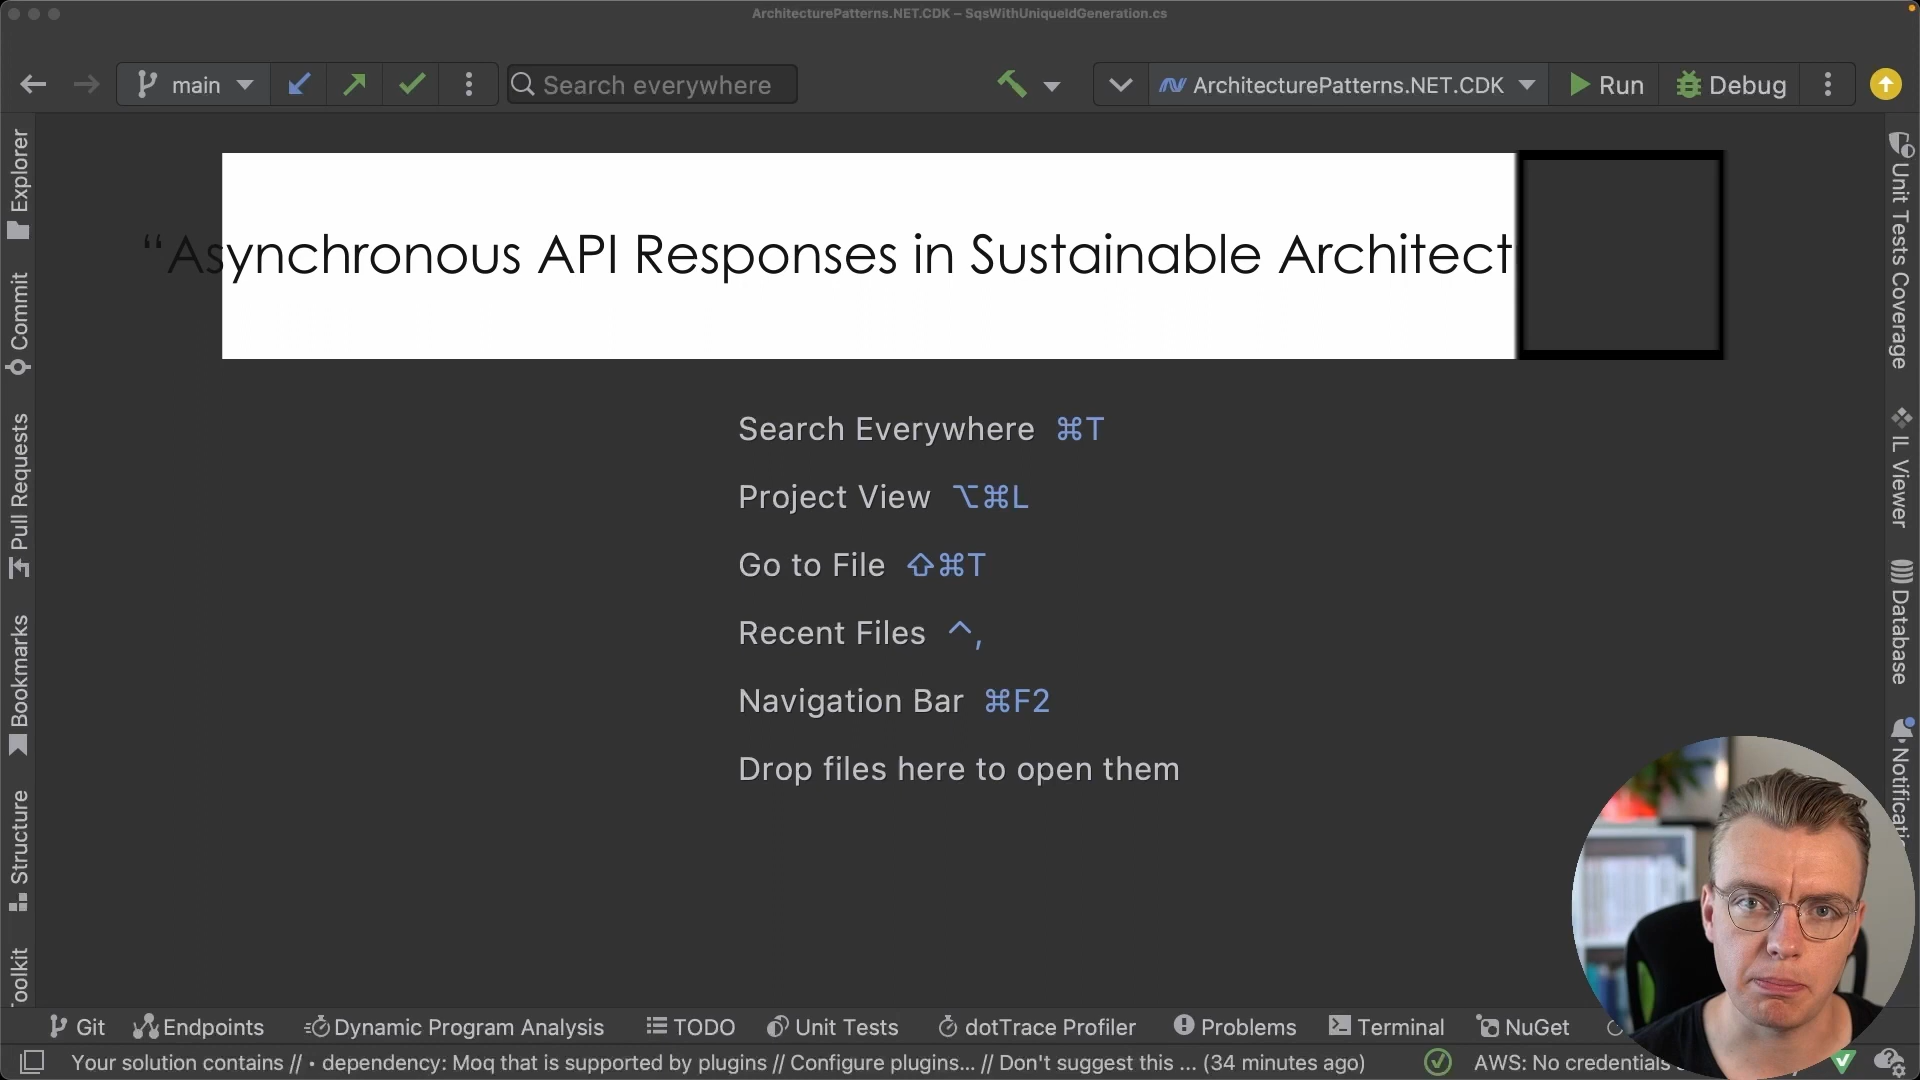 ArchitecturePatterns.NET.CDK – SqsWithUniqueIdGeneration.cs
main
Search everywhere
ArchitecturePatterns.NET.CDK
Run
Debug
“Asynchronous API Responses in Sustainable Architect
Search Everywhere ⌘T
Project View ⌥⌘L
Go to File ⇧⌘T
Recent Files ^,
Navigation Bar ⌘F2
Drop files here to open them
Explorer
Commit
Pull Requests
Bookmarks
Structure
oolkit
Unit Tests Coverage
IL Viewer
Database
Notificati
Git
Endpoints
Dynamic Program Analysis
TODO
Unit Tests
dotTrace Profiler
Problems
Terminal
NuGet
Your solution contains // • dependency: Moq that is supported by plugins // Configure plugins... // Don't suggest this ... (34 minutes ago)
AWS: No credentials